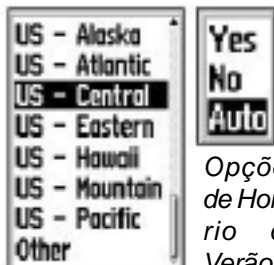 US - Alaska
US - Atlantic
US - Central
US - Eastern
US - Hawaii
US - Mountain
US - Pacific
Other
Yes
No
Auto
Opçõe
de Hor
rio
Verão